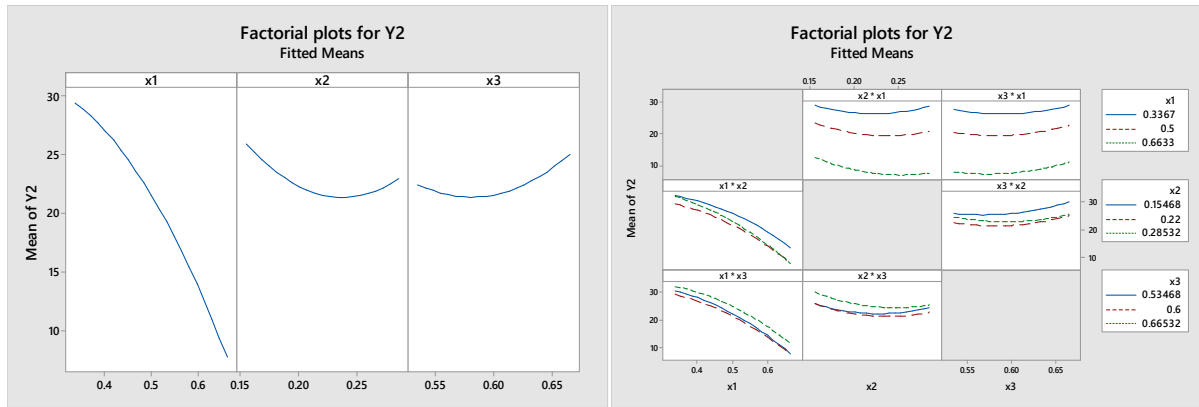 Factorial plots for Y2
Fitted Means
x1 x2 x3
30
25
20
15
10
Mean of Y2
0.4 0.5 0.6 0.15 0.20 0.25 0.55 0.60 0.65
Factorial plots for Y2
Fitted Means
0.15 0.20 0.25
x2 * x1 x3 * x1
30
20
10
x1 * x2 x3 * x2
30
20
10
x1 * x3 x2 * x3
30
20
10
Mean of Y2
0.4 0.5 0.6 0.55 0.60 0.65
x1 x2 x3
x1
0.3367
0.5
0.6633
x2
0.15468
0.22
0.28532
x3
0.53468
0.6
0.66532